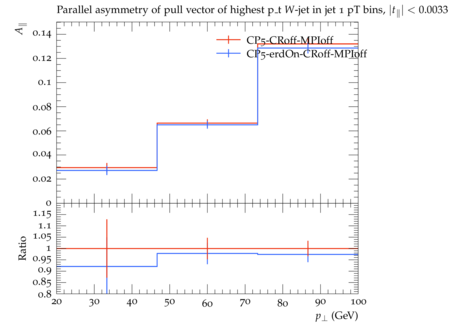 Parallel asymmetry of pull vector of highest p_t W-jet in jet 1 pT bins, |t∥| < 0.0033
A∥
0.14
CP5-CRoff-MPIoff
CP5-erdOn-CRoff-MPIoff
0.12
0.1
0.08
0.06
0.04
0.02
0
Ratio
1.15
1.1
1.05
1
0.95
0.9
0.85
0.8
20 30 40 50 60 70 80 90 100
p⊥ (GeV)